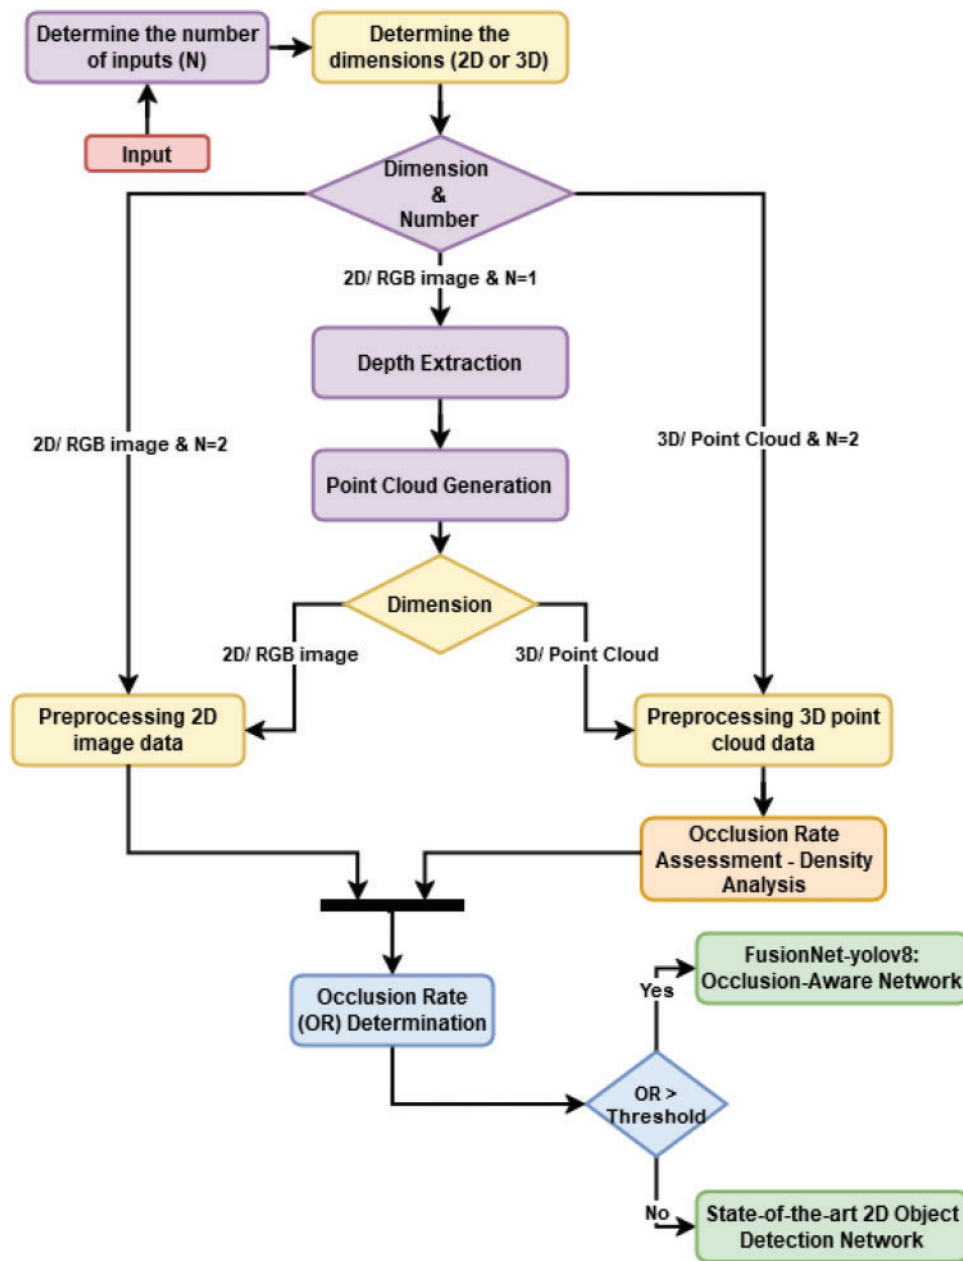 Determine the number
of inputs (N)
Determine the
dimensions (2D or 3D)
Input
Dimension
&
Number
2D/ RGB image & N=1
Depth Extraction
2D/ RGB image & N=2
3D/ Point Cloud & N=2
Point Cloud Generation
Dimension
2D/ RGB image
3D/ Point Cloud
Preprocessing 2D
image data
Preprocessing 3D point
cloud data
Occlusion Rate
Assessment - Density
Analysis
FusionNet-yolov8:
Occlusion-Aware Network
Yes
Occlusion Rate
(OR) Determination
OR >
Threshold
No
State-of-the-art 2D Object
Detection Network